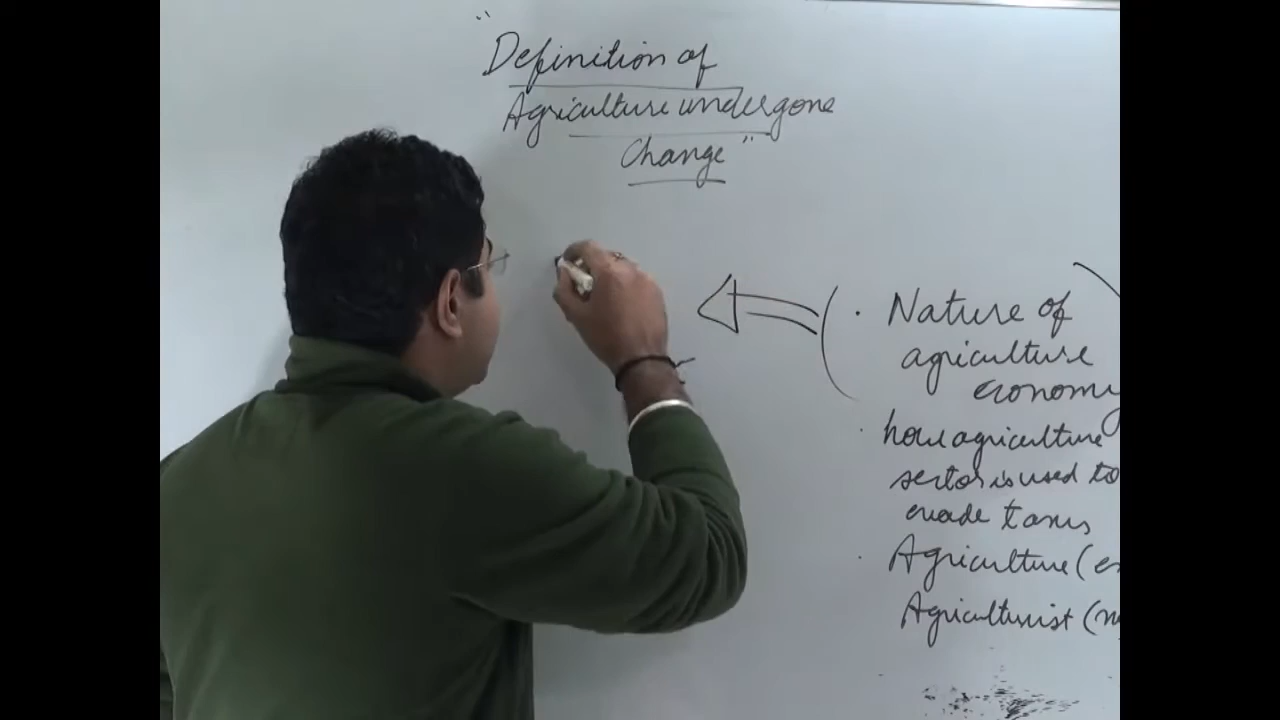 "Definition of
Agriculture undergone
Change"
• Nature of
agriculture
economy
• how agriculture
sector is used to
evade taxes
• Agriculture (
Agriculturist (